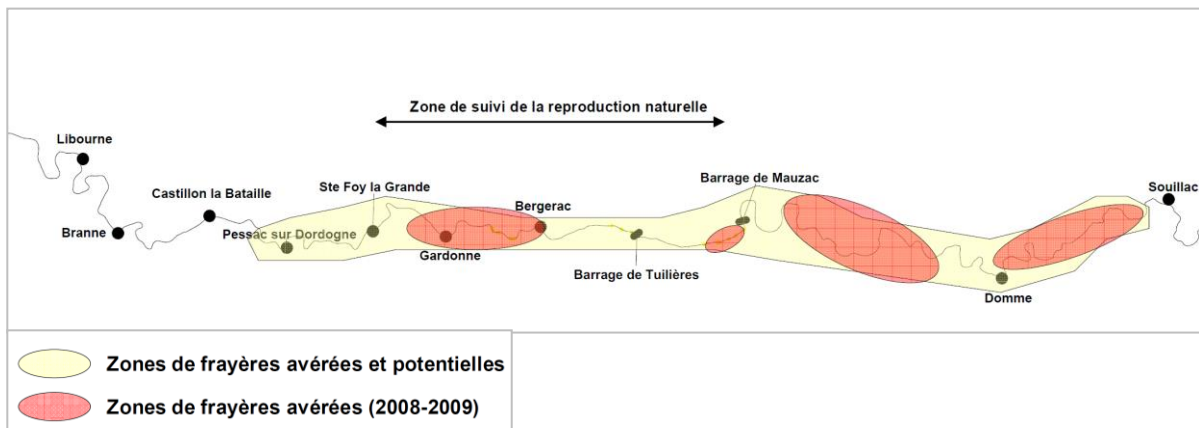 Zone de suivi de la reproduction naturelle
Libourne
Barrage de Mauzac
Souillac
Ste Foy la Grande
Castillon la Bataille
Bergerac
Branne
Pessac sur Dordogne
Gardonne
Barrage de Tuilières
Domme
Zones de frayères avérées et potentielles
Zones de frayères avérées (2008-2009)